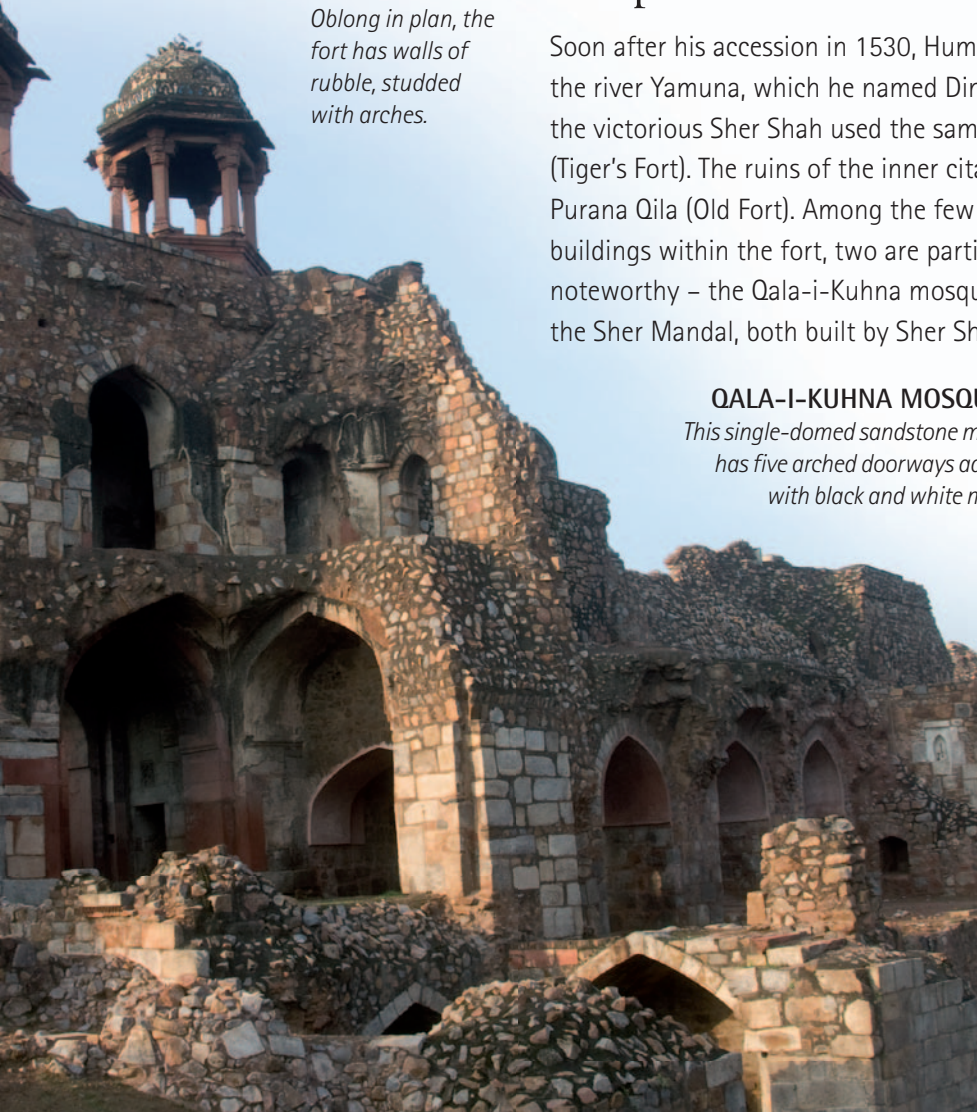 Oblong in plan, the
fort has walls of
rubble, studded
with arches.
Soon after his accession in 1530, Hum
the river Yamuna, which he named Din
the victorious Sher Shah used the sam
(Tiger's Fort). The ruins of the inner cita
Purana Qila (Old Fort). Among the few
buildings within the fort, two are parti
noteworthy – the Qala-i-Kuhna mosqu
the Sher Mandal, both built by Sher Sh
QALA-I-KUHNA MOSQU
This single-domed sandstone m
has five arched doorways ad
with black and white m